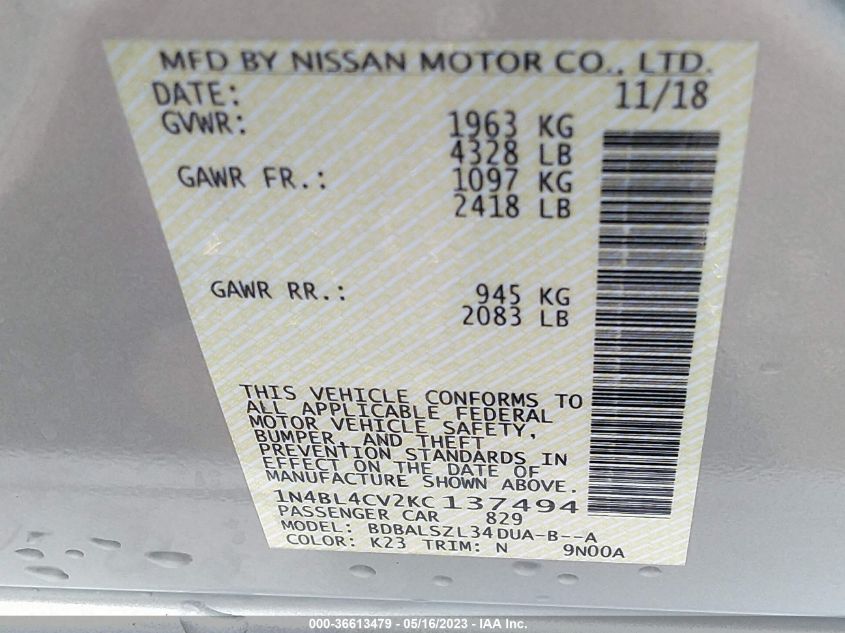 MFD BY NISSAN MOTOR CO., LTD.
DATE: 11/18
GVWR: 1963 KG
4328 LB
GAWR FR.: 1097 KG
2418 LB
GAWR RR.: 945 KG
2083 LB
THIS VEHICLE CONFORMS TO
ALL APPLICABLE FEDERAL
MOTOR VEHICLE SAFETY,
BUMPER, AND THEFT
PREVENTION STANDARDS IN
EFFECT ON THE DATE OF
MANUFACTURE SHOWN ABOVE.
1N4BL4CV2KC137494
PASSENGER CAR 829
MODEL: BDBALSZL34DUA-B--A
COLOR: K23 TRIM: N 9N00A
000-36613479 - 05/16/2023 - IAA Inc.